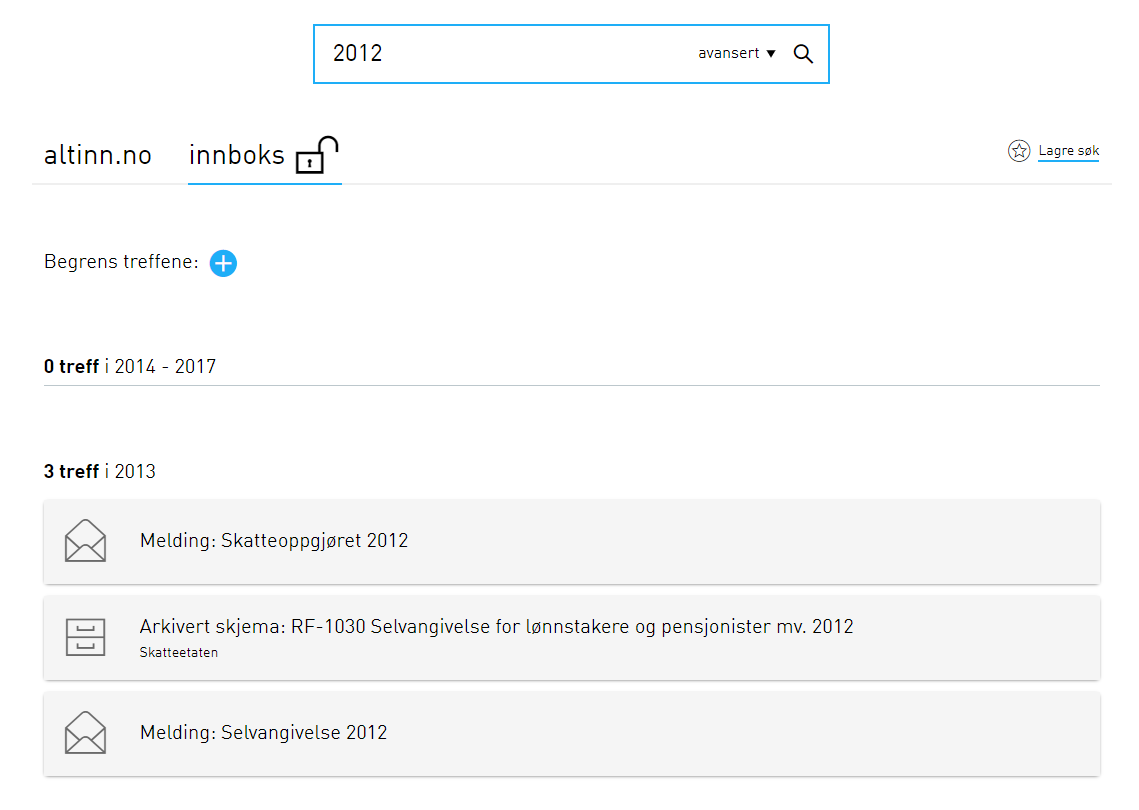 2012
avansert ▼
altinn.no
innboks
Lagre søk
Begrens treffene:
0 treff i 2014 - 2017
3 treff i 2013
Melding: Skatteoppgjøret 2012
Arkivert skjema: RF-1030 Selvangivelse for lønnstakere og pensjonister mv. 2012
Skatteetaten
Melding: Selvangivelse 2012